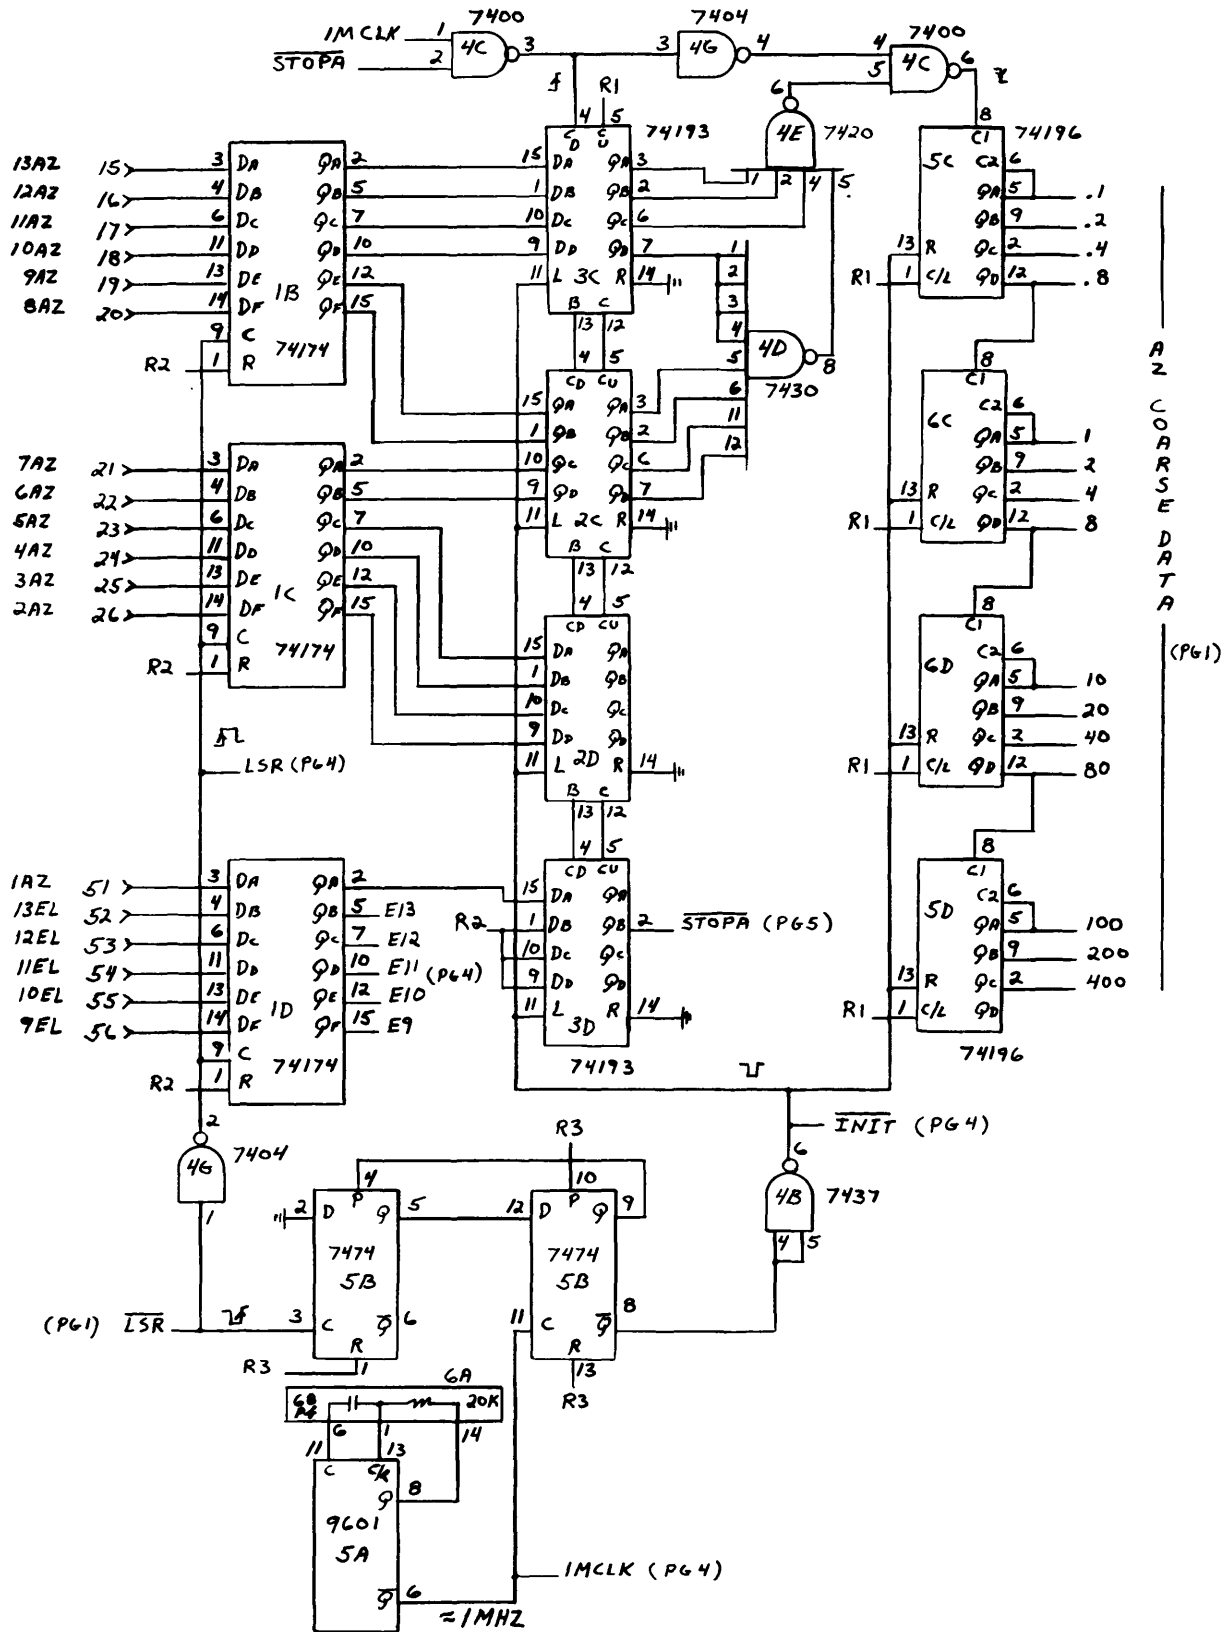 7400
7404
7400
1MCLK 1
4C 3
3 4G 4
4
4C 6
STOPA 2
5
R1
6
8
4 5
CD CU
74193
4E 7420
C1 74196
13AZ 15 3 DA QA 2 15 DA QA 3 1 2 4 5
5C C2 6
12AZ 16 4 DB QB 5 1 DB QB 2
QA 5 .1
11AZ 17 6 DC QC 7 10 DC QC 6
QB 9 .2
10AZ 18 11 DD QD 10 9 DD QD 7 1
13 R QC 2 .4
9AZ 19 13 DE QE 12 11 L 3C R 14 2
R1 1 C/L QD 12 .8
8AZ 20 14 DF 1B QF 15 B C 3
9 C 74174 13 12 4
R2 1 R 4 5 5 4D 8
CD CU 6 7430
8
C1
15 QA QA 3 11
6C C2 6
1 QB QB 2 12
QA 5 1
7AZ 21 3 DA QA 2 10 QC QC 6
QB 9 2
6AZ 22 4 DB QB 5 9 QD QD 7
13 R QC 2 4
5AZ 23 6 DC QC 7 11 L 2C R 14
R1 1 C/L QD 12 8
4AZ 24 11 DD QD 10 B C
3AZ 25 13 DE 1C QE 12 13 12
2AZ 26 14 DF QF 15 4 5
8
9 C 74174 CD CU
C1
R2 1 R 15 DA QA
6D C2 6
1 DB QB
QA 5 10
10 DC QC
QB 9 20
9 DD QD
13 R QC 2 40
LSR (PG4) 11 L 2D R 14
R1 1 C/L QD 12 80
B C
13 12
4 5
8
CD CU
C1
1AZ 51 3 DA QA 2 15 DA QA
5D C2 6
13EL 52 4 DB QB 5 E13 R2 1 DB QB 2 STOPA (PG5)
QA 5 100
12EL 53 6 DC QC 7 E12 10 DC QC
QB 9 200
11EL 54 11 DD QD 10 E11 (PG4) 9 DD QD
13 R QC 2 400
10EL 55 13 DE 1D QE 12 E10 11 L 3D R 14
R1 1 C/L QD
9EL 56 14 DF QF 15 E9
74193
74196
9 C 74174
R2 1 R
AZ COARSE DATA
(PG1)
INIT (PG4)
2
4G 7404
1
R3
6
4B 7437
4 5
4
P
10
P
2 D Q 5 12 D Q 9
7474
5B
7474
5B
(PG1) LSR 3 C Q 6 11 C Q 8
R
R3 1
R
13
R3
6A
68
Pf 20K
6 1 14
11 13
C C/R
Q 8
9601
5A
Q 6
1MCLK (PG4)
≈1MHZ